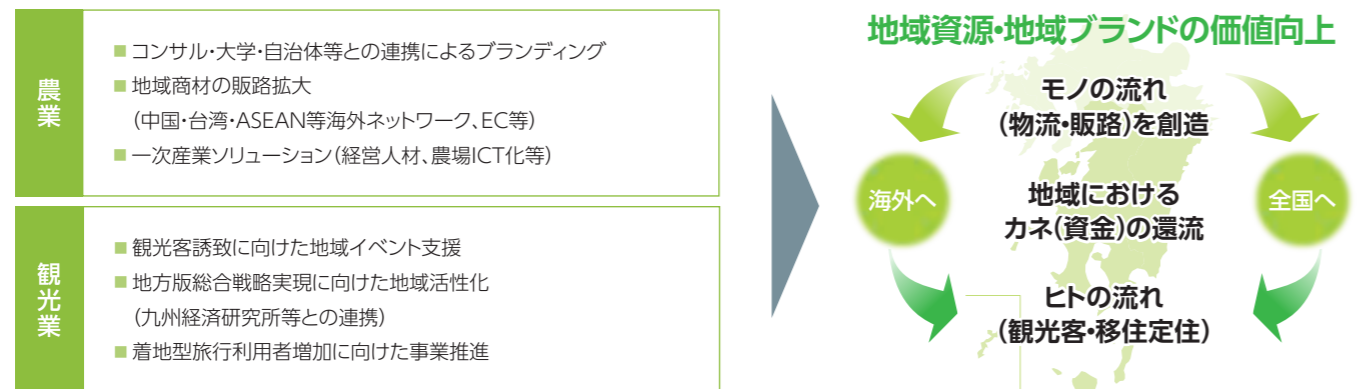 農業
■コンサル・大学・自治体等との連携によるブランディング
■地域商材の販路拡大
（中国・台湾・ASEAN等海外ネットワーク、EC等）
■一次産業ソリューション（経営人材、農場ICT化等）
観光業
■観光客誘致に向けた地域イベント支援
■地方版総合戦略実現に向けた地域活性化
（九州経済研究所等との連携）
■着地型旅行利用者増加に向けた事業推進
地域資源・地域ブランドの価値向上
モノの流れ
（物流・販路）を創造
海外へ
地域における
カネ（資金）の還流
全国へ
ヒトの流れ
（観光客・移住定住）